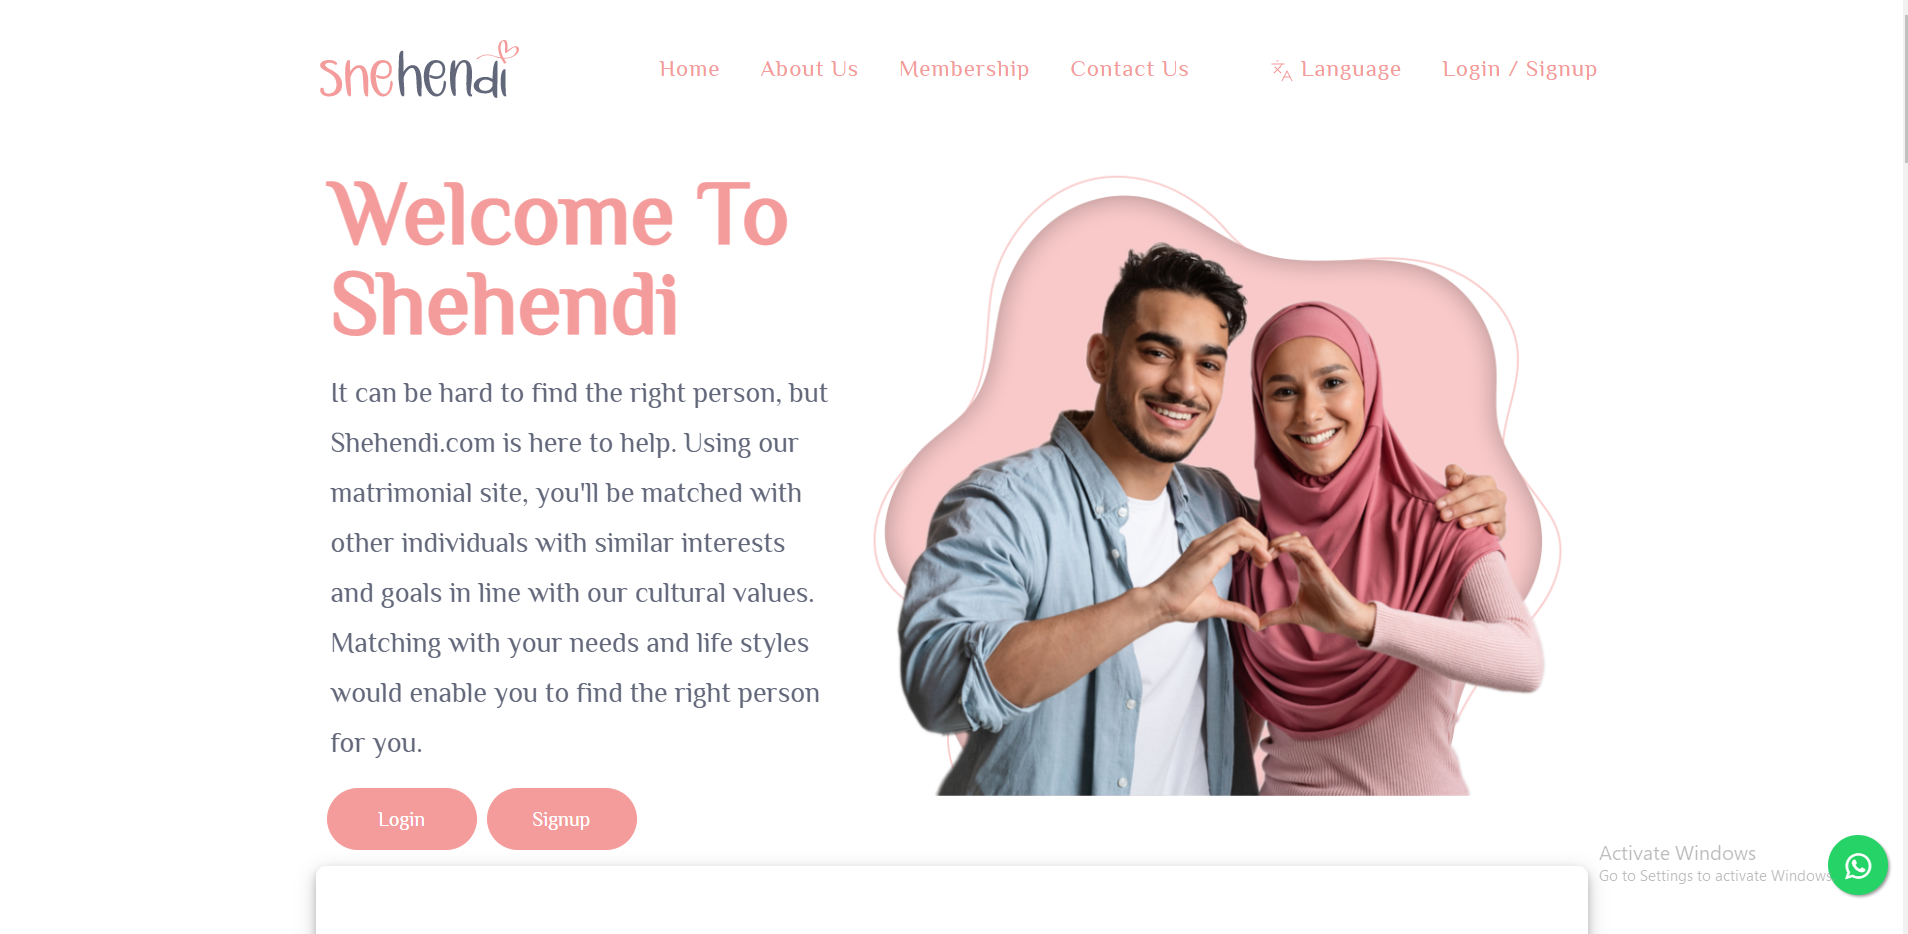 Shehendi
Home
About Us
Membership
Contact Us
Language
Login / Signup
Welcome To
Shehendi
It can be hard to find the right person, but
Shehendi.com is here to help. Using our
matrimonial site, you'll be matched with
other individuals with similar interests
and goals in line with our cultural values.
Matching with your needs and life styles
would enable you to find the right person
for you.
Login
Signup
Activate Windows
Go to Settings to activate Windows